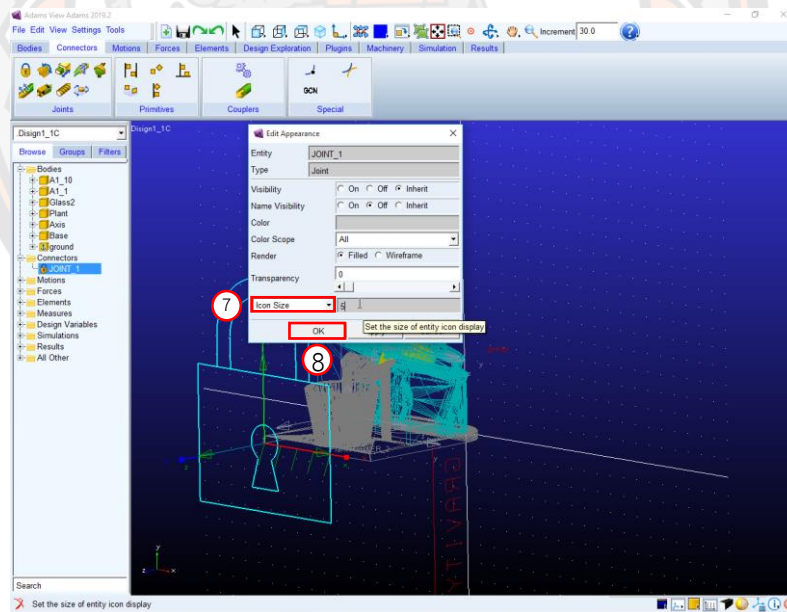 Adams View Adams 2019.2
File Edit View Settings Tools
Increment 30.0
Bodies Connectors Motions Forces Elements Design Exploration Plugins Machinery Simulation Results
GCN
Joints Primitives Couplers Special
.Disign1_1C
Disign1_1C
Browse Groups Filters
Bodies
A1_10
A1_1
Glass2
Plant
Axis
Base
ground
Connectors
JOINT_1
Motions
Forces
Elements
Measures
Design Variables
Simulations
Results
All Other
Edit Appearance
Entity JOINT_1
Type Joint
Visibility On Off Inherit
Name Visibility On Off Inherit
Color
Color Scope All
Render Filled Wireframe
Transparency 0
7 Icon Size 5
OK
Set the size of entity icon display
8
GRAVITY
y
z x
Search
Set the size of entity icon display